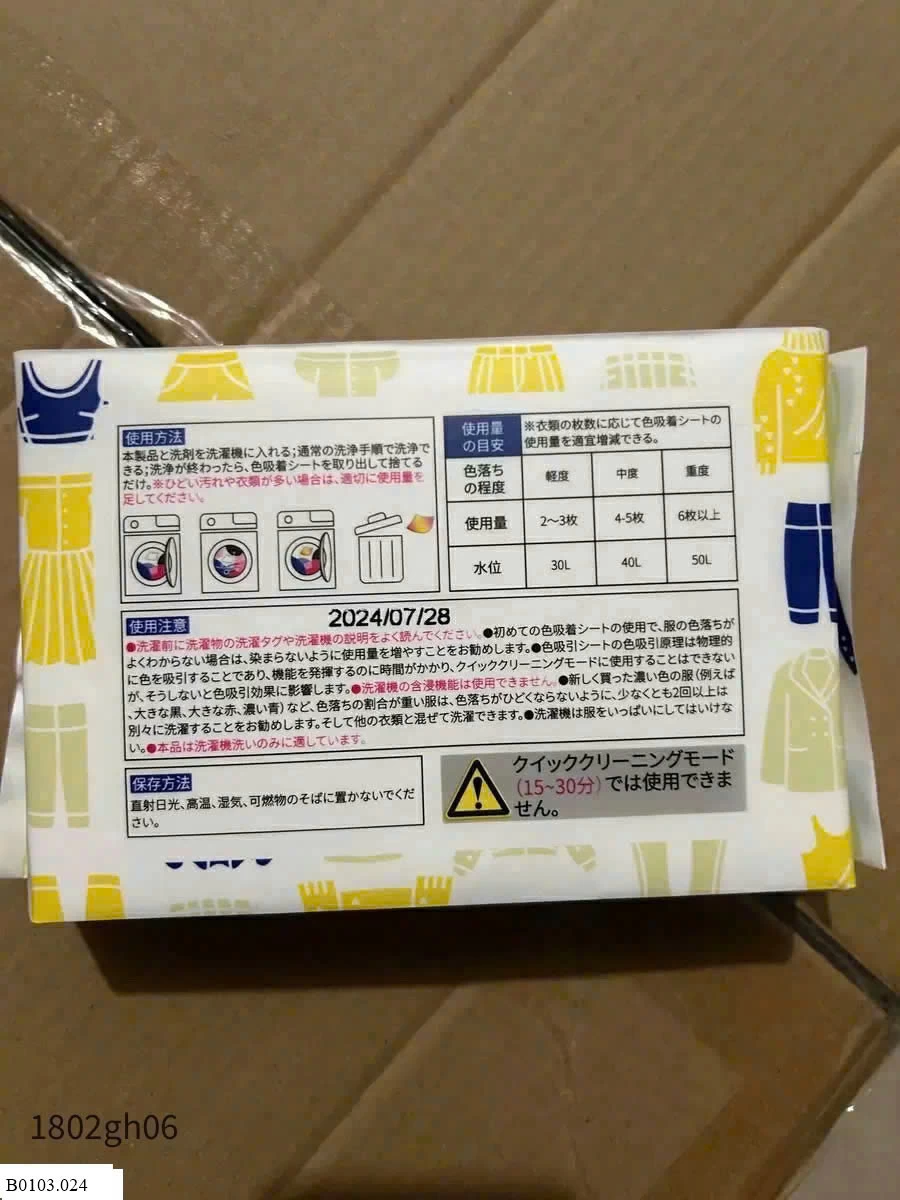 使用方法
本製品と洗剤を洗濯機に入れる;通常の洗浄手順で洗浄で
きる;洗浄が終わったら、色吸着シートを取り出して捨てる
だけ。※ひどい汚れや衣類が多い場合は、適切に使用量を
足してください。
使用量
の目安
※衣類の枚数に応じて色吸着シートの
使用量を適宜増減できる。
色落ち
の程度
軽度
中度
重度
使用量
2～3枚
4-5枚
6枚以上
水位
30L
40L
50L
使用注意
2024/07/28
●洗濯前に洗濯物の洗濯タグや洗濯機の説明をよく読んでください。●初めての色吸着シートの使用で、服の色落ちが
よくわからない場合は、染まらないように使用量を増やすことをお勧めします。●色吸引シートの色吸引原理は物理的
に色を吸引することであり、機能を発揮するのに時間がかかり、クイッククリーニングモードに使用することはできない
が、そうしないと色吸引効果に影響します。●洗濯機の含浸機能は使用できません。●新しく買った濃い色の服(例えば
、大きな黒、大きな赤、濃い青)など、色落ちの割合が重い服は、色落ちがひどくならないように、少なくとも2回以上は
別々に洗濯することをお勧めします。そして他の衣類と混ぜて洗濯できます。●洗濯機は服をいっぱいにしてはいけな
い。●本品は洗濯機洗いのみに適しています。
保存方法
直射日光、高温、湿気、可燃物のそばに置かないでくだ
さい。
クイッククリーニングモード
(15~30分)では使用できま
せん。
1802gh06
B0103.024